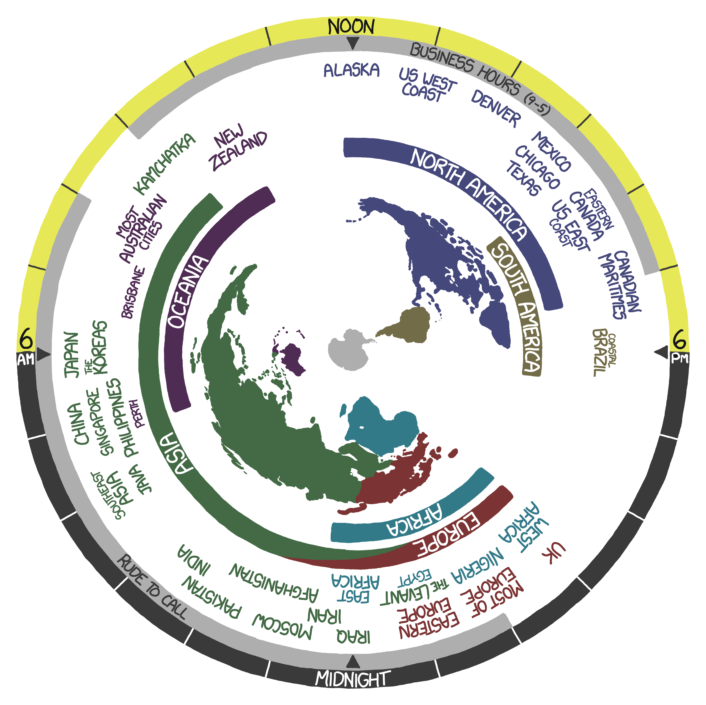 NOON
BUSINESS HOURS (9-5)
ALASKA
US WEST
COAST
DENVER
MEXICO
CHICAGO
TEXAS
EASTERN
CANADA
US EAST
COAST
CANADIAN
MARITIMES
NORTH AMERICA
SOUTH AMERICA
COASTAL
BRAZIL
6
PM
UK
WEST
AFRICA
NIGERIA
MOST OF
EUROPE
EGYPT
THE LEVANT
EASTERN
EUROPE
EUROPE
AFRICA
EAST
AFRICA
IRAQ
IRAN
MOSCOW
AFGHANISTAN
PAKISTAN
INDIA
MIDNIGHT
RUDE TO CALL
SOUTHEAST
ASIA
JAVA
CHINA
SINGAPORE
PHILIPPINES
PERTH
JAPAN
THE
KOREAS
6
AM
ASIA
OCEANIA
BRISBANE
MOST
AUSTRALIAN
CITIES
KAMCHATKA
NEW
ZEALAND